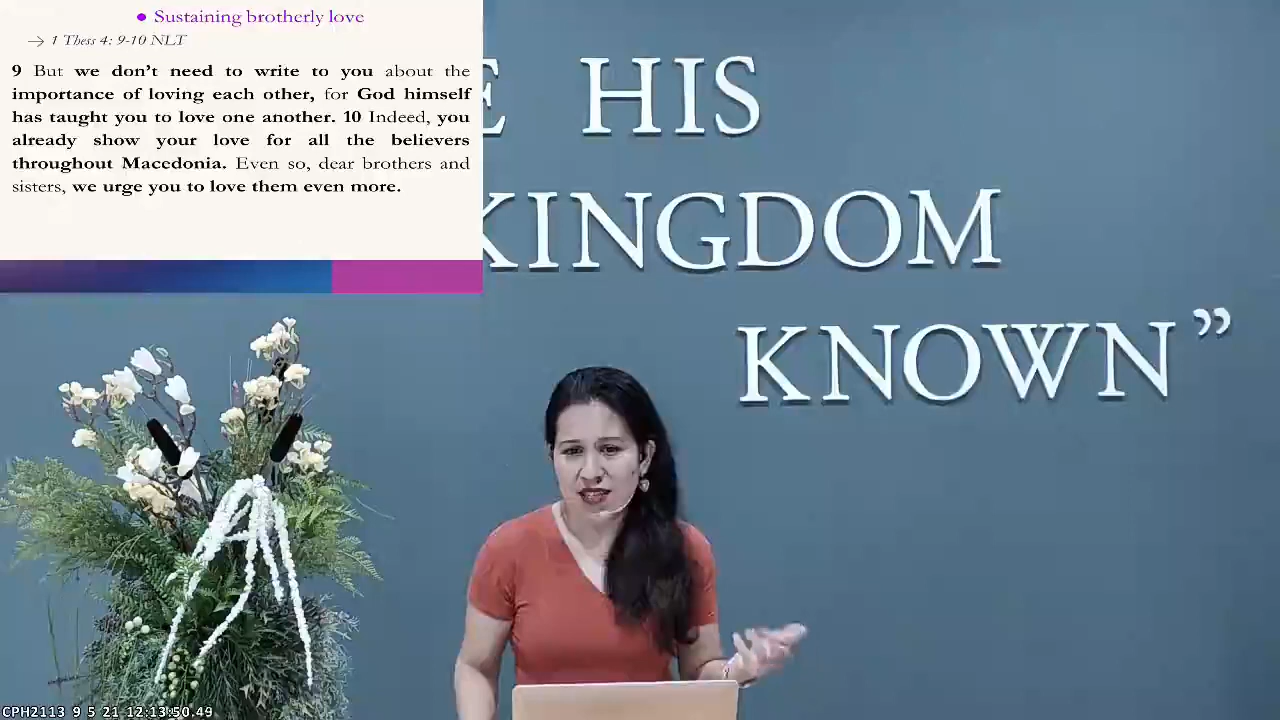 ● Sustaining brotherly love
→ 1 Thess 4: 9-10 NLT
9 But we don't need to write to you about the
importance of loving each other, for God himself
has taught you to love one another. 10 Indeed, you
already show your love for all the believers
throughout Macedonia. Even so, dear brothers and
sisters, we urge you to love them even more.
E HIS
KINGDOM
KNOWN”
CPH2113 9 5 21 12:13:50.49